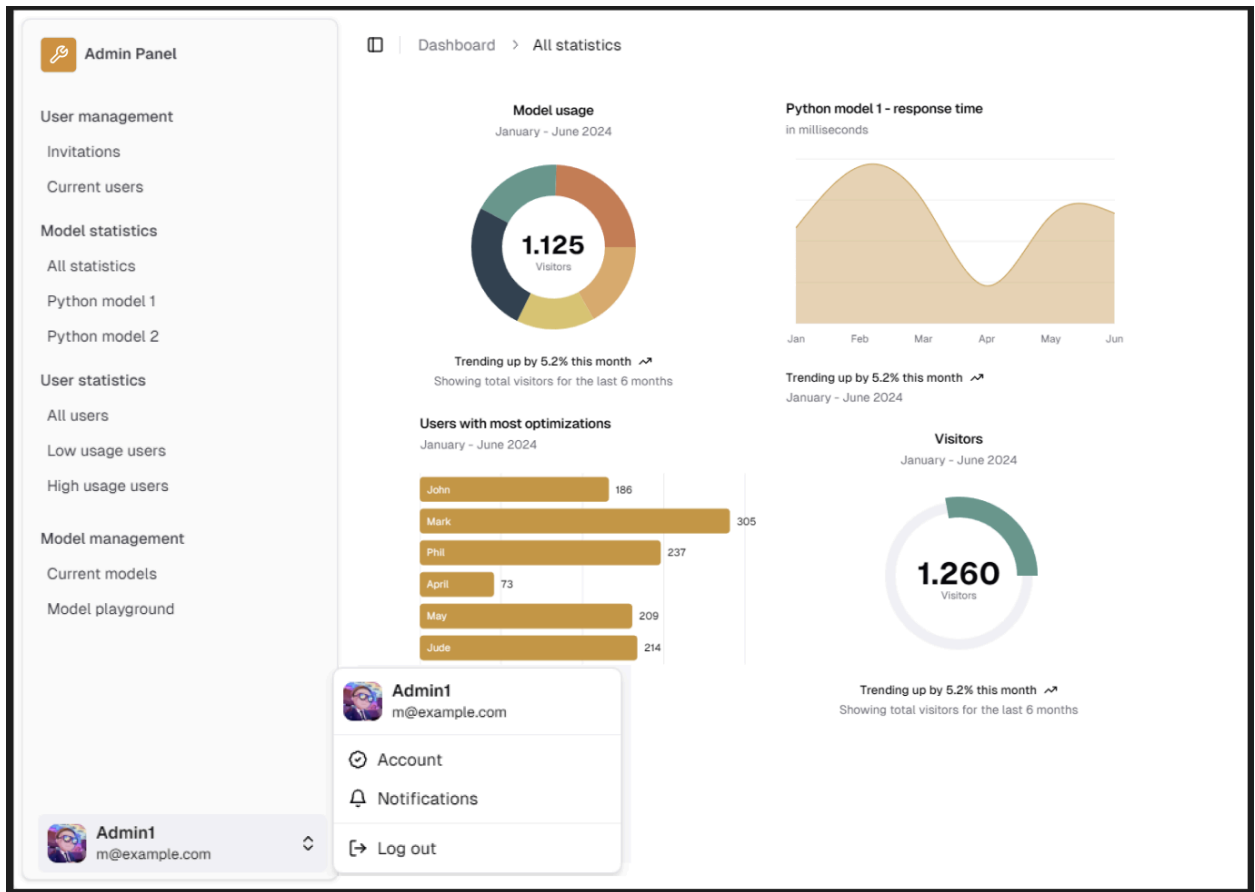 Admin Panel
User management
Invitations
Current users
Model statistics
All statistics
Python model 1
Python model 2
User statistics
All users
Low usage users
High usage users
Model management
Current models
Model playground
Admin1
m@example.com
Dashboard > All statistics
Model usage
January - June 2024
1.125
Visitors
Trending up by 5.2% this month
Showing total visitors for the last 6 months
Python model 1 - response time
in milliseconds
Jan Feb Mar Apr May Jun
Trending up by 5.2% this month
January - June 2024
Users with most optimizations
January - June 2024
John 186
Mark 305
Phil 237
April 73
May 209
Jude 214
Visitors
January - June 2024
1.260
Visitors
Trending up by 5.2% this month
Showing total visitors for the last 6 months
Admin1
m@example.com
Account
Notifications
Log out